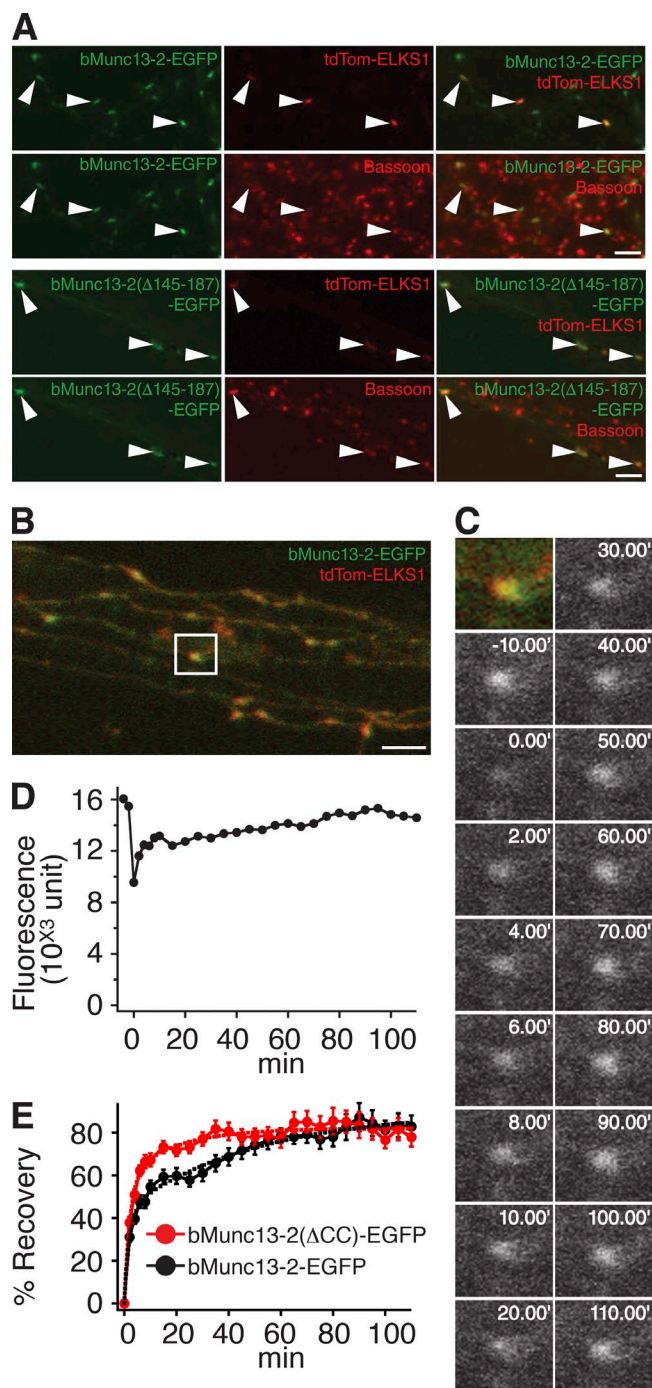 A
bMunc13-2-EGFP
tdTom-ELKS1
bMunc13-2-EGFP
tdTom-ELKS1
bMunc13-2-EGFP
Bassoon
bMunc13-2-EGFP
Bassoon
bMunc13-2(Δ145-187)
-EGFP
tdTom-ELKS1
bMunc13-2(Δ145-187)
-EGFP
tdTom-ELKS1
bMunc13-2(Δ145-187)
-EGFP
Bassoon
bMunc13-2(Δ145-187)
-EGFP
Bassoon
B
bMunc13-2-EGFP
tdTom-ELKS1
C
30.00'
-10.00'
40.00'
0.00'
50.00'
2.00'
60.00'
4.00'
70.00'
6.00'
80.00'
8.00'
90.00'
10.00'
100.00'
20.00'
110.00'
D
Fluorescence
(10^X3 unit)
16
12
8
4
0
0 20 40 60 80 100
min
E
% Recovery
80
60
40
20
0
bMunc13-2(ΔCC)-EGFP
bMunc13-2-EGFP
0 20 40 60 80 100
min